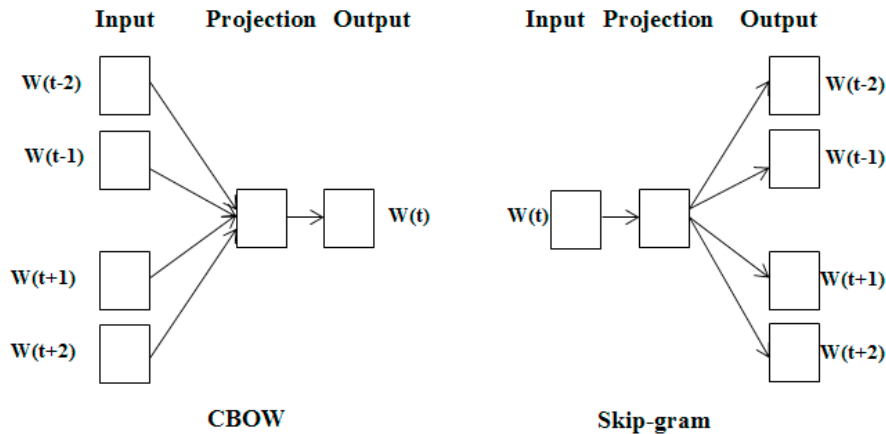 Input Projection Output
W(t-2)
W(t-1)
W(t)
W(t+1)
W(t+2)
CBOW
Input Projection Output
W(t-2)
W(t-1)
W(t)
W(t+1)
W(t+2)
Skip-gram